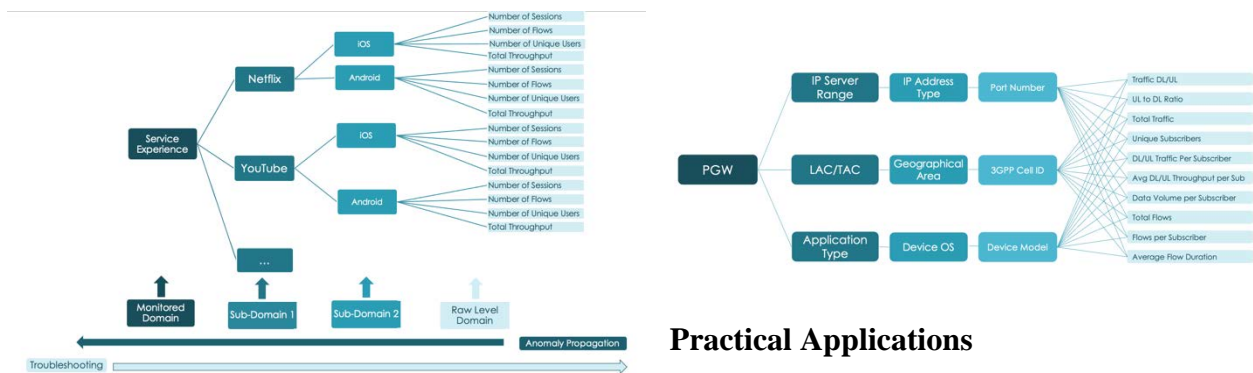 Service
Experience
Netflix
iOS
Number of Sessions
Number of Flows
Number of Unique Users
Total Throughput
Android
Number of Sessions
Number of Flows
Number of Unique Users
Total Throughput
YouTube
iOS
Number of Sessions
Number of Flows
Number of Unique Users
Total Throughput
Android
Number of Sessions
Number of Flows
Number of Unique Users
Total Throughput
...
Monitored
Domain
Sub-Domain 1
Sub-Domain 2
Raw Level
Domain
Anomaly Propagation
Troubleshooting
PGW
IP Server
Range
IP Address
Type
Port Number
LAC/TAC
Geographical
Area
3GPP Cell ID
Application
Type
Device OS
Device Model
Traffic DL/UL
UL to DL Ratio
Total Traffic
Unique Subscribers
DL/UL Traffic Per Subscriber
Avg DL/UL Throughput per Sub
Data Volume per Subscriber
Total Flows
Flows per Subscriber
Average Flow Duration
Practical Applications